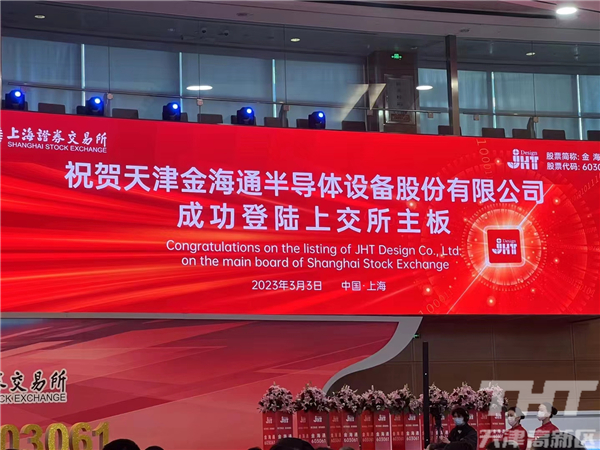 上海證券交易所
SHANGHAI STOCK EXCHANGE
Design
JHT
股票简称: 金海
股票代码: 6030
祝贺天津金海通半导体设备股份有限公司
成功登陆上交所主板
Congratulations on the listing of JHT Design Co., Ltd.
on the main board of Shanghai Stock Exchange
Design
JHT
2023年3月3日 中国·上海
券交易所
STOCK EXCHANGE
603061
THT
天津高新区